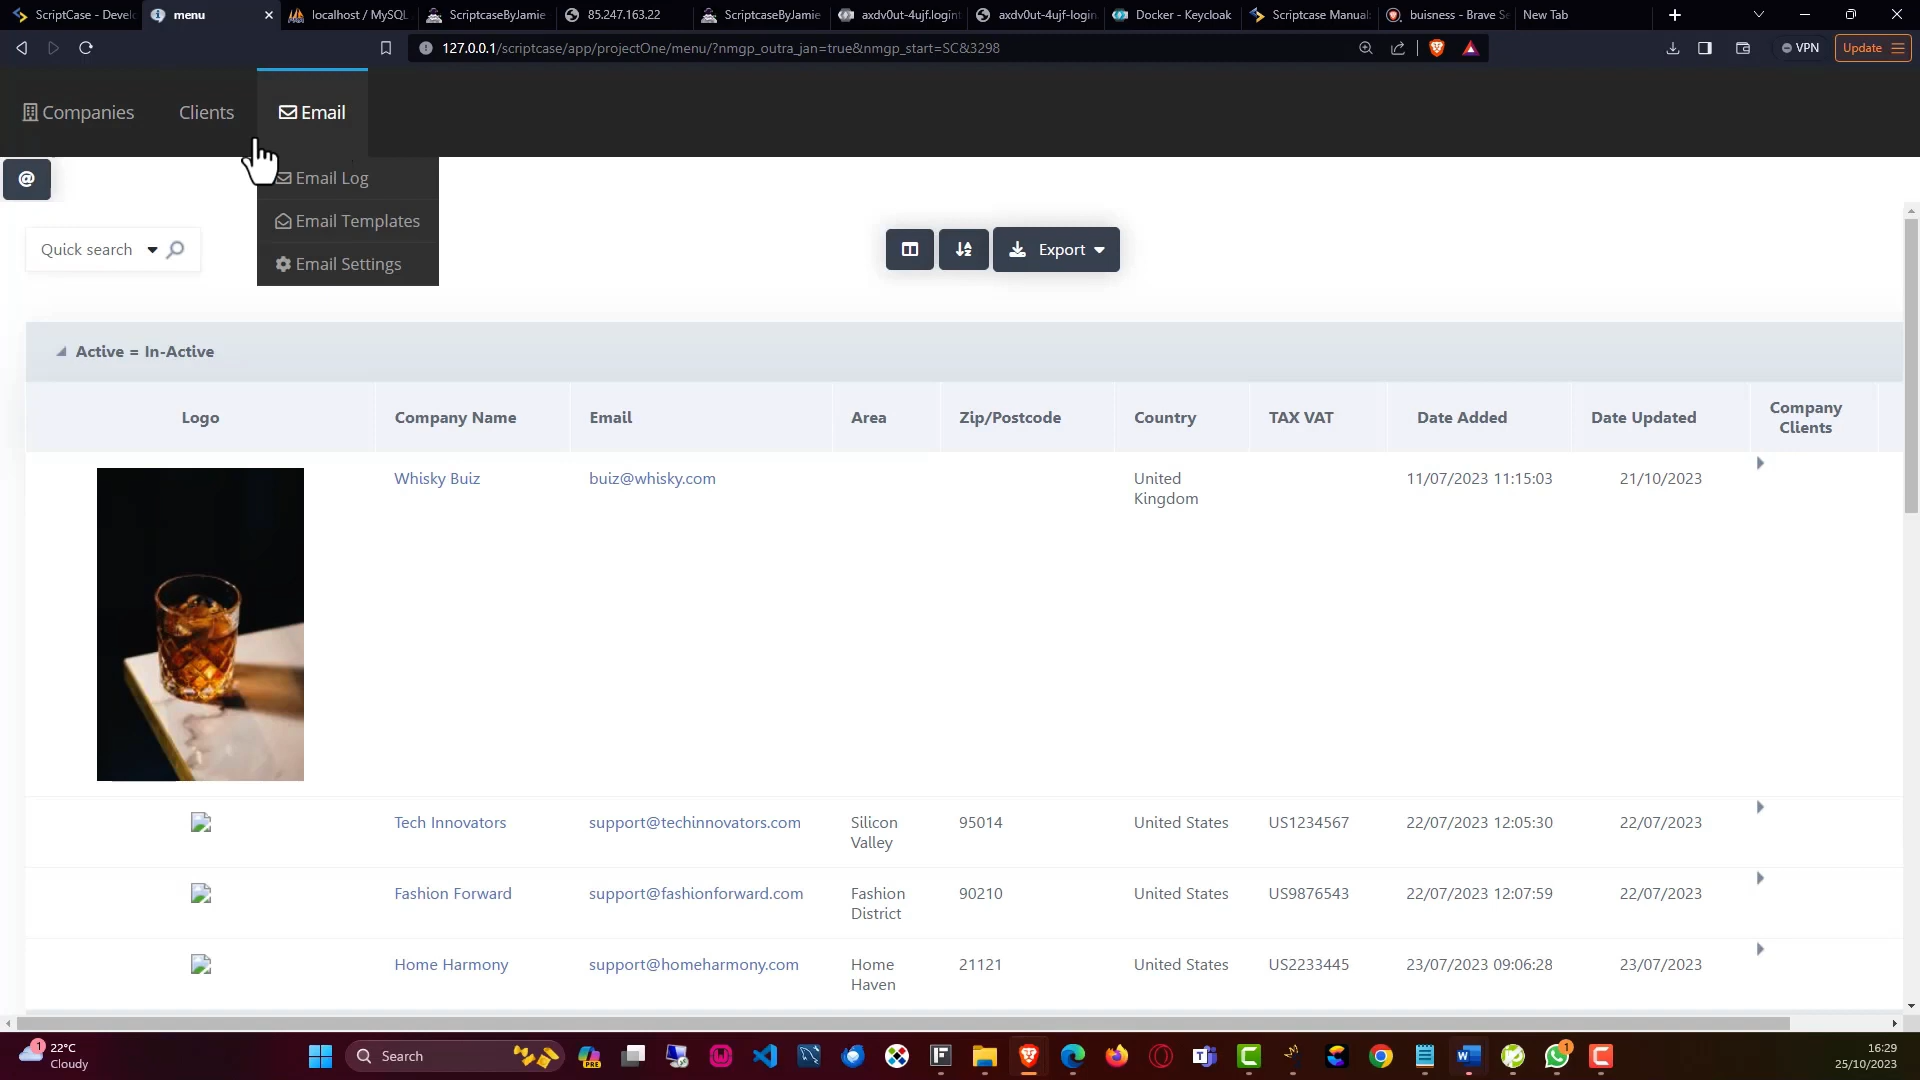 ScriptCase - Develo
menu
localhost / MySQL
ScriptcaseByJamie
85.247.163.22
ScriptcaseByJamie
axdv0ut-4ujf.logint
axdv0ut-4ujf-login.
Docker - Keycloak
Scriptcase Manual:
buisness - Brave Se
New Tab
127.0.0.1/scriptcase/app/projectOne/menu/?nmgp_outra_jan=true&nmgp_start=SC&3298
VPN
Update
Companies
Clients
Email
@
Email Log
Email Templates
Email Settings
Quick search
Export
Active = In-Active
Logo
Company Name
Email
Area
Zip/Postcode
Country
TAX VAT
Date Added
Date Updated
Company
Clients
Whisky Buiz
buiz@whisky.com
United
Kingdom
11/07/2023 11:15:03
21/10/2023
Tech Innovators
support@techinnovators.com
Silicon
Valley
95014
United States
US1234567
22/07/2023 12:05:30
22/07/2023
Fashion Forward
support@fashionforward.com
Fashion
District
90210
United States
US9876543
22/07/2023 12:07:59
22/07/2023
Home Harmony
support@homeharmony.com
Home
Haven
21121
United States
US2233445
23/07/2023 09:06:28
23/07/2023
1
22°C
Cloudy
Search
PRE
1
16:29
25/10/2023